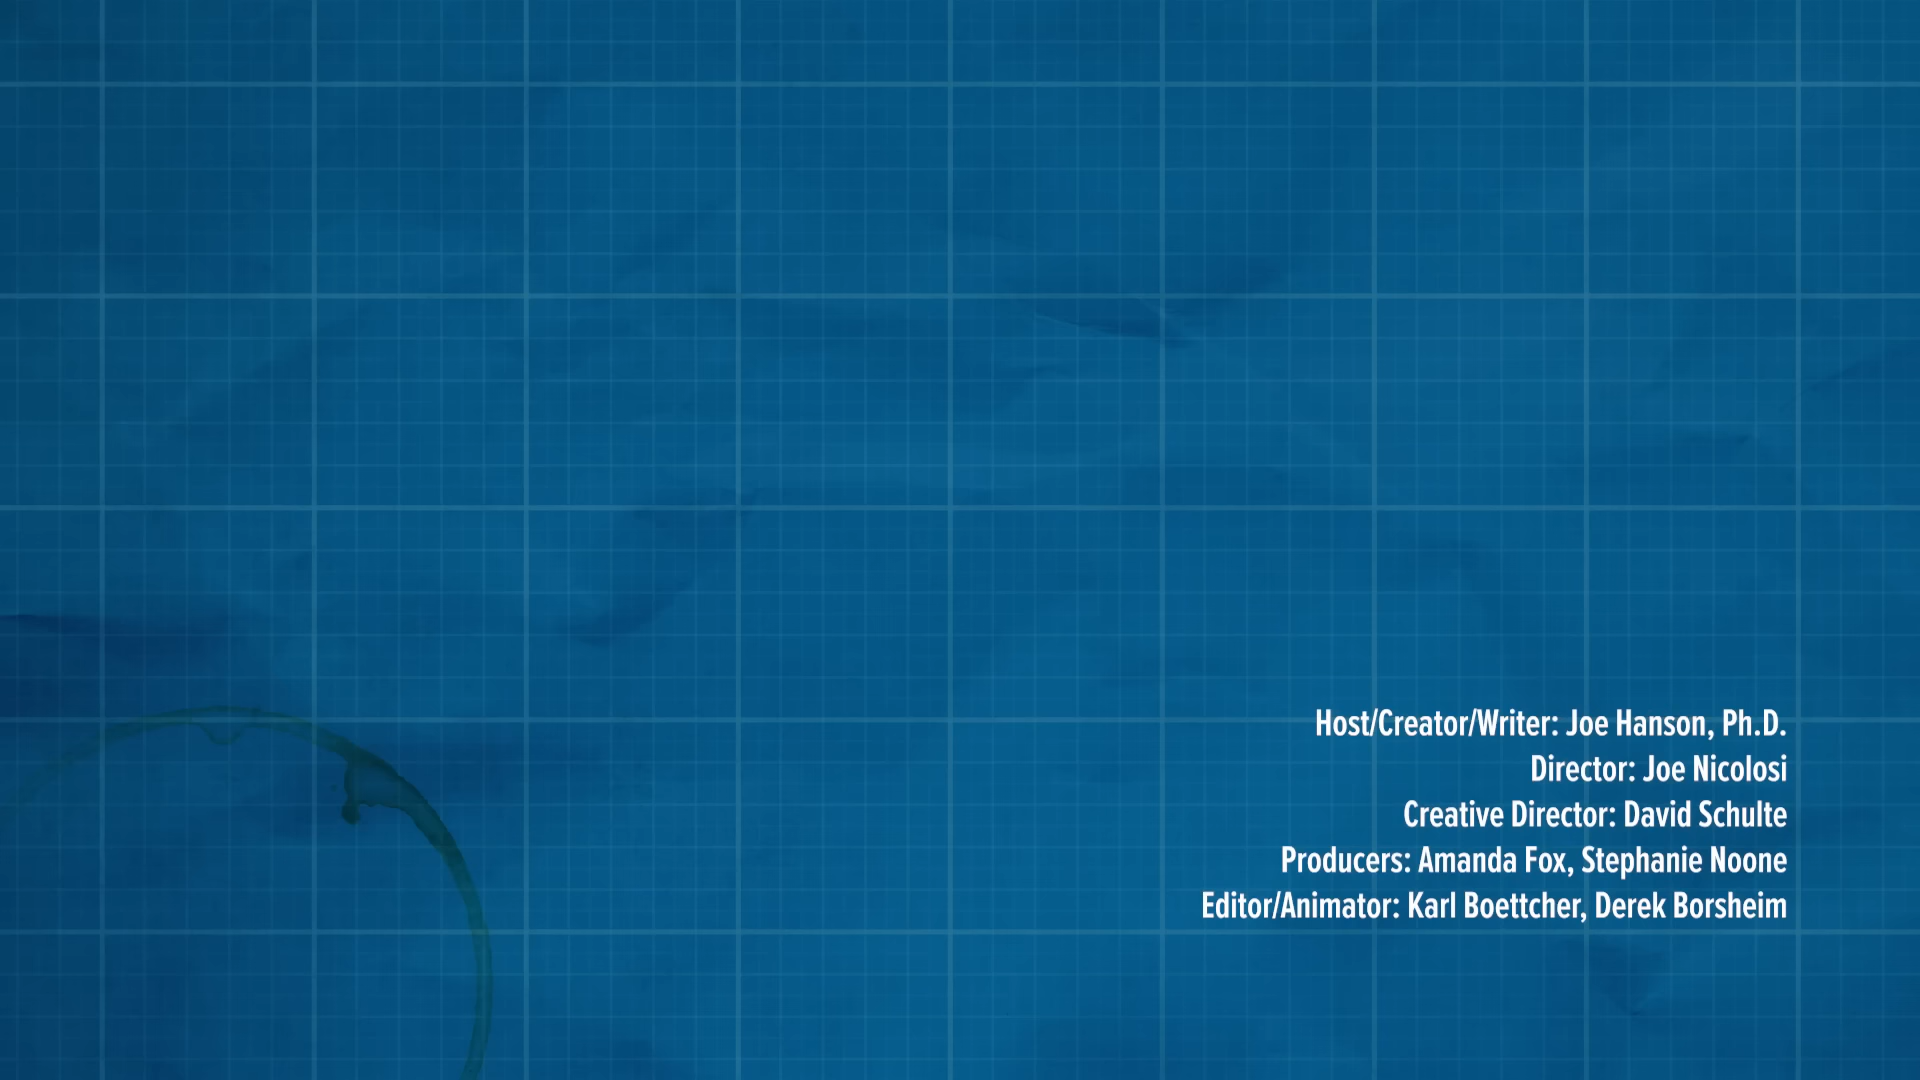 Host/Creator/Writer: Joe Hanson, Ph.D.
Director: Joe Nicolosi
Creative Director: David Schulte
Producers: Amanda Fox, Stephanie Noone
Editor/Animator: Karl Boettcher, Derek Borsheim